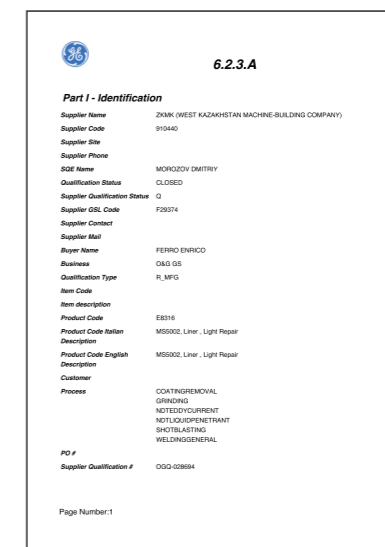 6.2.3.A
Part I - Identification
Supplier Name ZKMK (WEST KAZAKHSTAN MACHINE-BUILDING COMPANY)
Supplier Code 910440
Supplier Site
Supplier Phone
SQE Name MOROZOV DMITRIY
Qualification Status CLOSED
Supplier Qualification Status Q
Supplier GSL Code F29374
Supplier Contact
Supplier Mail
Buyer Name FERRO ENRICO
Business O&G GS
Qualification Type R_MFG
Item Code
Item description
Product Code E8316
Product Code Italian MS5002, Liner , Light Repair
Description
Product Code English MS5002, Liner , Light Repair
Description
Customer
Process COATINGREMOVAL
GRINDING
NDTEDDYCURRENT
NDTLIQUIDPENETRANT
SHOTBLASTING
WELDINGGENERAL
PO #
Supplier Qualification # OGQ-028694
Page Number:1